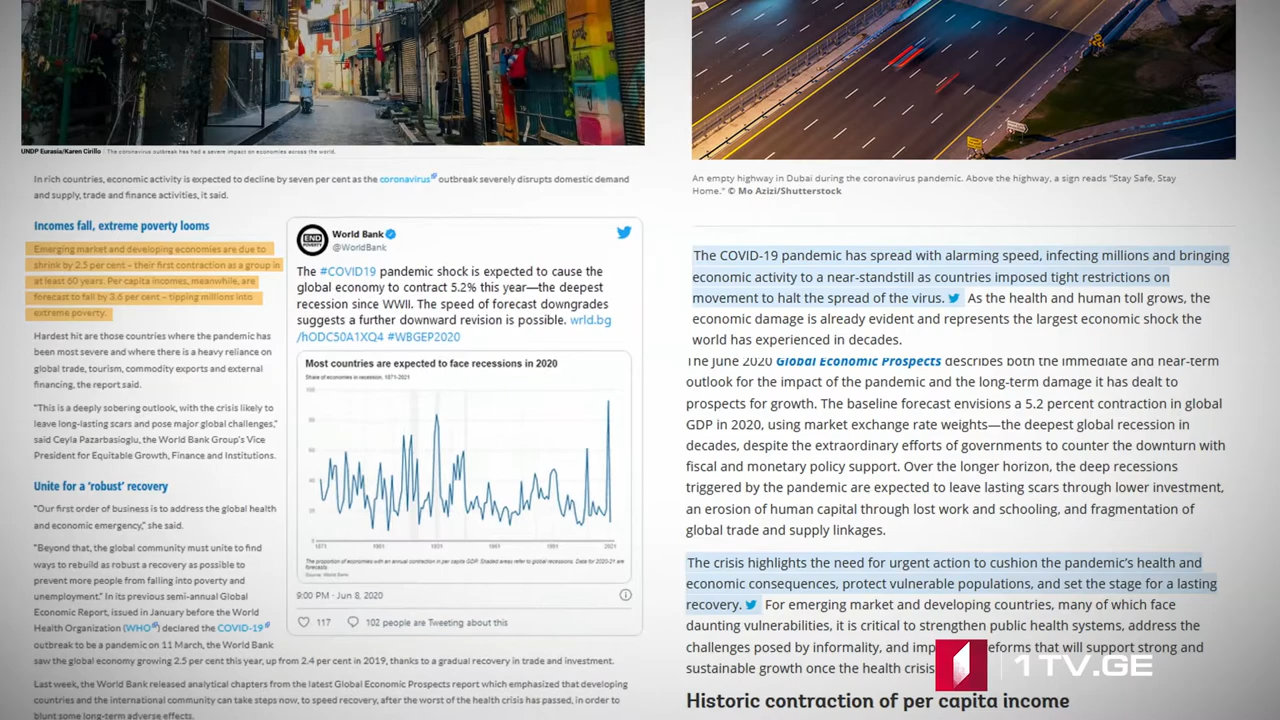 UNDP Eurasia/Karen Cirillo | The coronavirus outbreak has had a severe impact on economies across the world.
In rich countries, economic activity is expected to decline by seven per cent as the coronavirus outbreak severely disrupts domestic demand
and supply, trade and finance activities, it said.
Incomes fall, extreme poverty looms
Emerging market and developing economies are due to
shrink by 2.5 per cent – their first contraction as a group in
at least 60 years. Per capita incomes, meanwhile, are
forecast to fall by 3.6 per cent – tipping millions into
extreme poverty.
Hardest hit are those countries where the pandemic has
been most severe and where there is a heavy reliance on
global trade, tourism, commodity exports and external
financing, the report said.
"This is a deeply sobering outlook, with the crisis likely to
leave long-lasting scars and pose major global challenges,"
said Ceyla Pazarbasioglu, the World Bank Group's Vice
President for Equitable Growth, Finance and Institutions.
Unite for a 'robust' recovery
"Our first order of business is to address the global health
and economic emergency," she said.
"Beyond that, the global community must unite to find
ways to rebuild as robust a recovery as possible to
prevent more people from falling into poverty and
unemployment." In its previous semi-annual Global
Economic Report, issued in January before the World
Health Organization (WHO) declared the COVID-19
outbreak to be a pandemic on 11 March, the World Bank
saw the global economy growing 2.5 per cent this year, up from 2.4 per cent in 2019, thanks to a gradual recovery in trade and investment.
Last week, the World Bank released analytical chapters from the latest Global Economic Prospects report which emphasized that developing
countries and the international community can take steps now, to speed recovery, after the worst of the health crisis has passed, in order to
blunt some long-term adverse effects.
END
POVERTY
World Bank
@WorldBank
The #COVID19 pandemic shock is expected to cause the
global economy to contract 5.2% this year—the deepest
recession since WWII. The speed of forecast downgrades
suggests a further downward revision is possible. wrld.bg
/hODC50A1XQ4 #WBGEP2020
Most countries are expected to face recessions in 2020
Share of economies in recession, 1871-2021
1871 1901 1931 1961 1991 2021
The proportion of economies with an annual contraction in per capita GDP. Shaded areas refer to global recessions. Data for 2020-21 are
forecasts.
Source: World Bank
9:00 PM · Jun 8, 2020
117 102 people are Tweeting about this
An empty highway in Dubai during the coronavirus pandemic. Above the highway, a sign reads "Stay Safe, Stay
Home." © Mo Azizi/Shutterstock
The COVID-19 pandemic has spread with alarming speed, infecting millions and bringing
economic activity to a near-standstill as countries imposed tight restrictions on
movement to halt the spread of the virus. As the health and human toll grows, the
economic damage is already evident and represents the largest economic shock the
world has experienced in decades.
The June 2020 Global Economic Prospects describes both the immediate and near-term
outlook for the impact of the pandemic and the long-term damage it has dealt to
prospects for growth. The baseline forecast envisions a 5.2 percent contraction in global
GDP in 2020, using market exchange rate weights—the deepest global recession in
decades, despite the extraordinary efforts of governments to counter the downturn with
fiscal and monetary policy support. Over the longer horizon, the deep recessions
triggered by the pandemic are expected to leave lasting scars through lower investment,
an erosion of human capital through lost work and schooling, and fragmentation of
global trade and supply linkages.
The crisis highlights the need for urgent action to cushion the pandemic's health and
economic consequences, protect vulnerable populations, and set the stage for a lasting
recovery. For emerging market and developing countries, many of which face
daunting vulnerabilities, it is critical to strengthen public health systems, address the
challenges posed by informality, and imp eforms that will support strong and
sustainable growth once the health crisis
1TV.GE
Historic contraction of per capita income